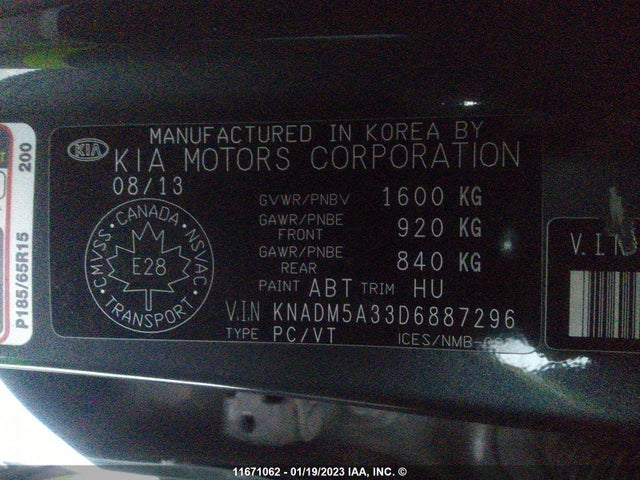 MANUFACTURED IN KOREA BY
KIA
KIA MOTORS CORPORATION
08/13
GVWR/PNBV 1600 KG
GAWR/PNBE FRONT 920 KG
GAWR/PNBE REAR 840 KG
PAINT ABT TRIM HU
V.I.N KNADM5A33D6887296
TYPE PC/VT
ICES/NMB-
CANADA
CMVSS NSVAC
E28
TRANSPORT
P185/65R15
200
V.I.N
11671062 - 01/19/2023 IAA, INC. ©